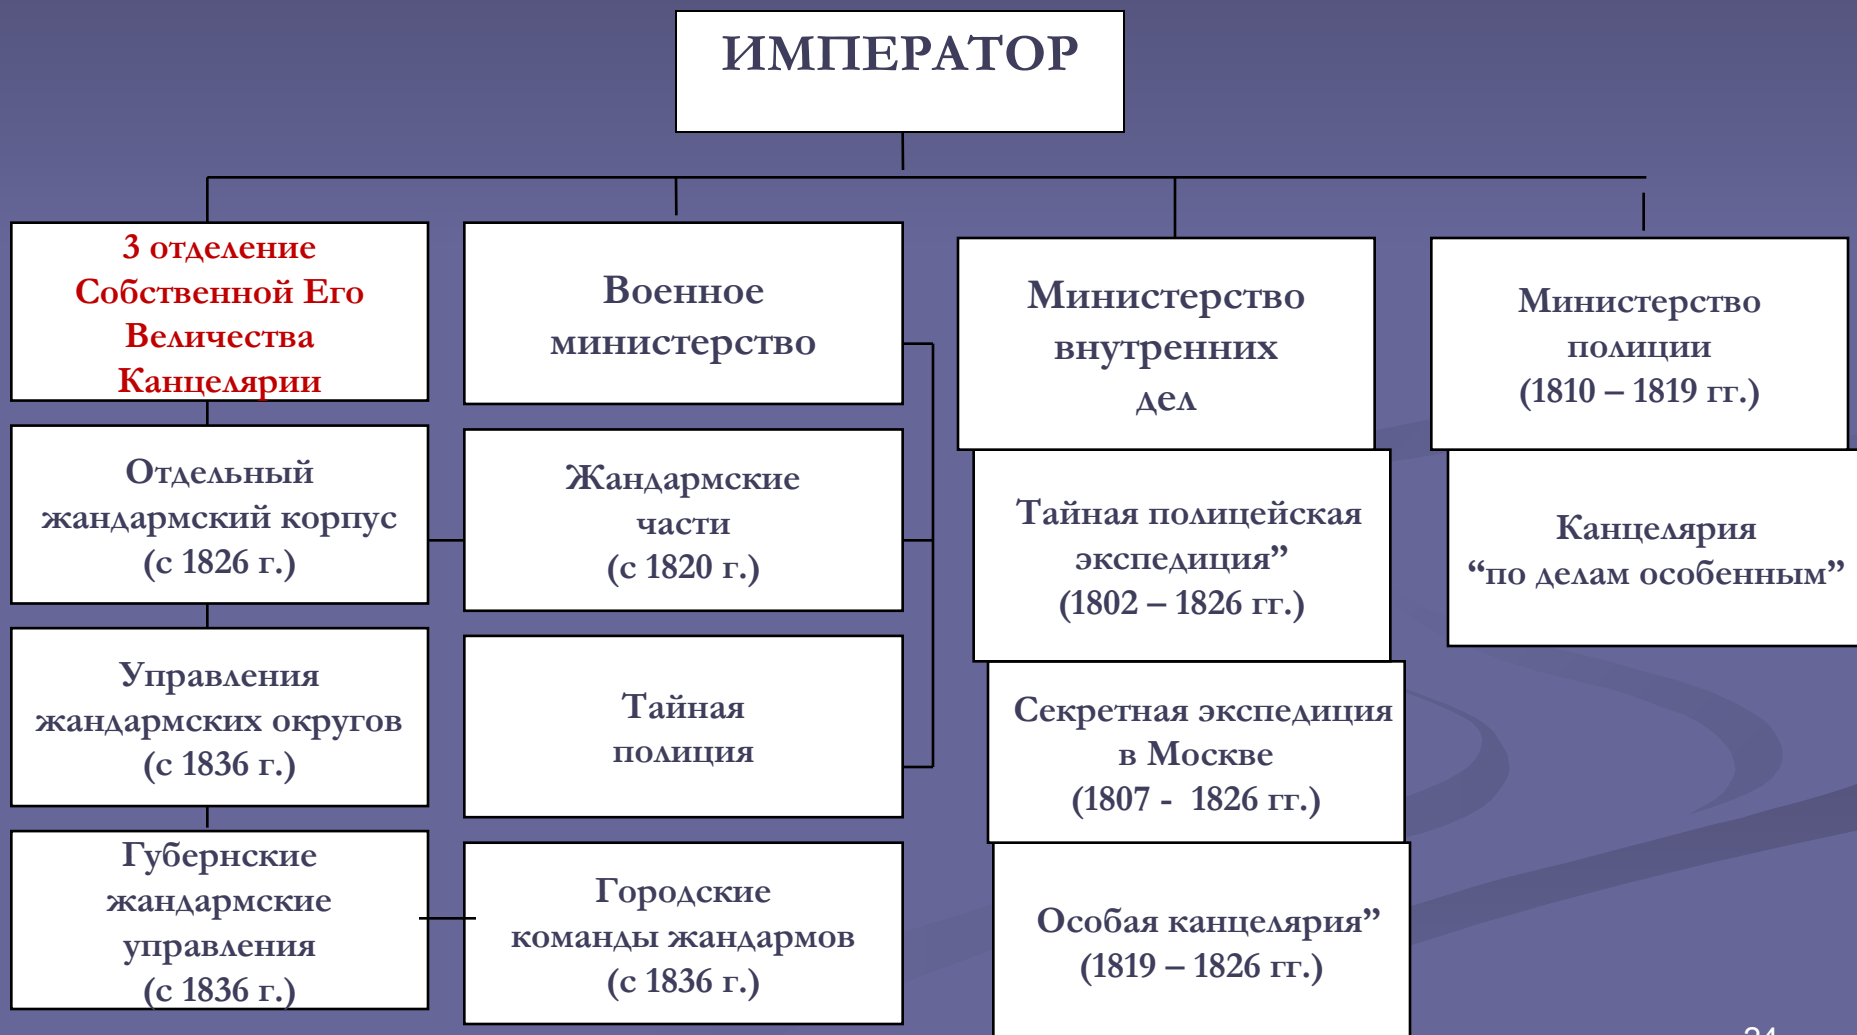 ИМПЕРАТОР
3 отделение
Собственной Его
Величества
Канцелярии
Военное
министерство
Министерство
внутренних
дел
Министерство
полиции
(1810 – 1819 гг.)
Отдельный
жандармский корпус
(с 1826 г.)
Жандармские
части
(с 1820 г.)
Тайная полицейская
экспедиция”
(1802 – 1826 гг.)
Канцелярия
“по делам особенным”
Управления
жандармских округов
(с 1836 г.)
Тайная
полиция
Секретная экспедиция
в Москве
(1807 - 1826 гг.)
Губернские
жандармские
управления
(с 1836 г.)
Городские
команды жандармов
(с 1836 г.)
Особая канцелярия”
(1819 – 1826 гг.)